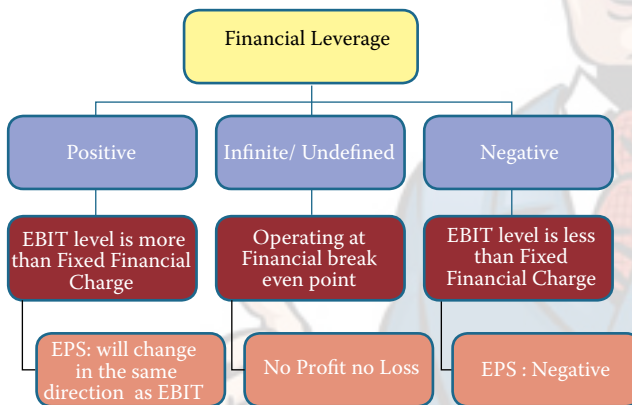 Financial Leverage
Positive
Infinite/ Undefined
Negative
EBIT level is more
than Fixed Financial
Charge
Operating at
Financial break
even point
EBIT level is less
than Fixed
Financial Charge
EPS: will change
in the same
direction as EBIT
No Profit no Loss
EPS : Negative